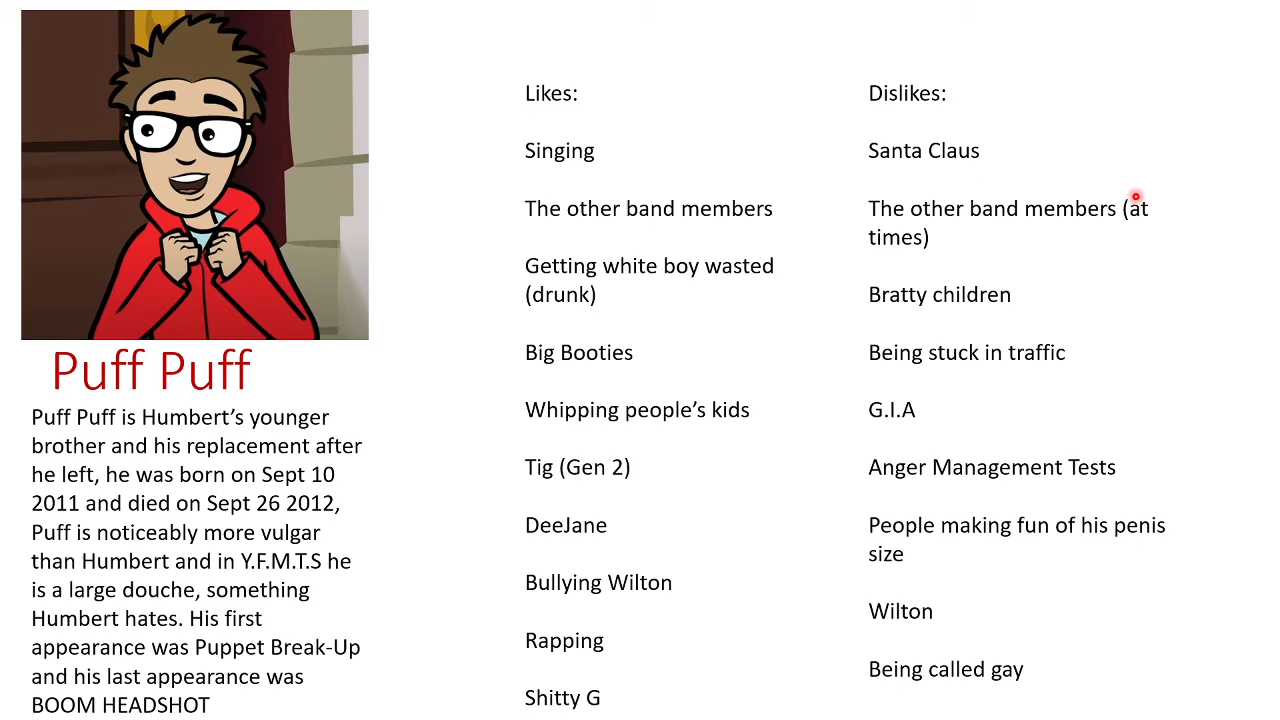 Puff Puff
Puff Puff is Humbert’s younger
brother and his replacement after
he left, he was born on Sept 10
2011 and died on Sept 26 2012,
Puff is noticeably more vulgar
than Humbert and in Y.F.M.T.S he
is a large douche, something
Humbert hates. His first
appearance was Puppet Break-Up
and his last appearance was
BOOM HEADSHOT
Likes:
Singing
The other band members
Getting white boy wasted
(drunk)
Big Booties
Whipping people’s kids
Tig (Gen 2)
DeeJane
Bullying Wilton
Rapping
Shitty G
Dislikes:
Santa Claus
The other band members (at
times)
Bratty children
Being stuck in traffic
G.I.A
Anger Management Tests
People making fun of his penis
size
Wilton
Being called gay